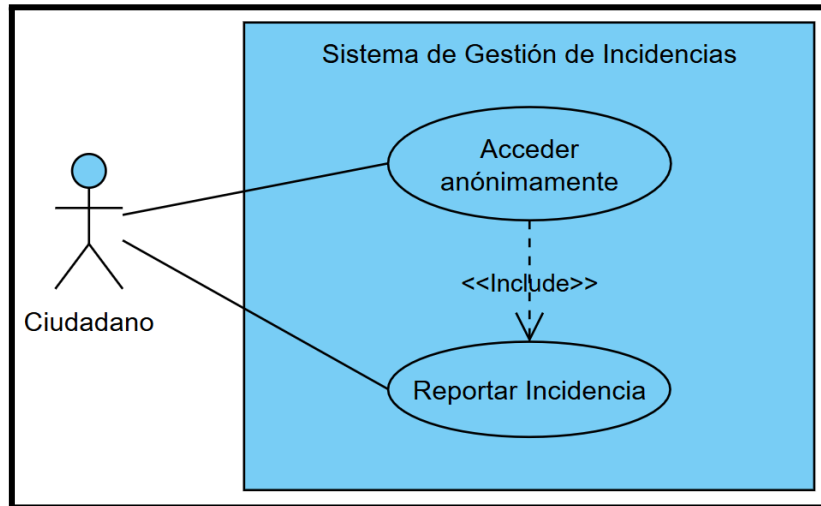 Sistema de Gestión de Incidencias
Acceder
anónimamente
<<Include>>
Ciudadano
Reportar Incidencia